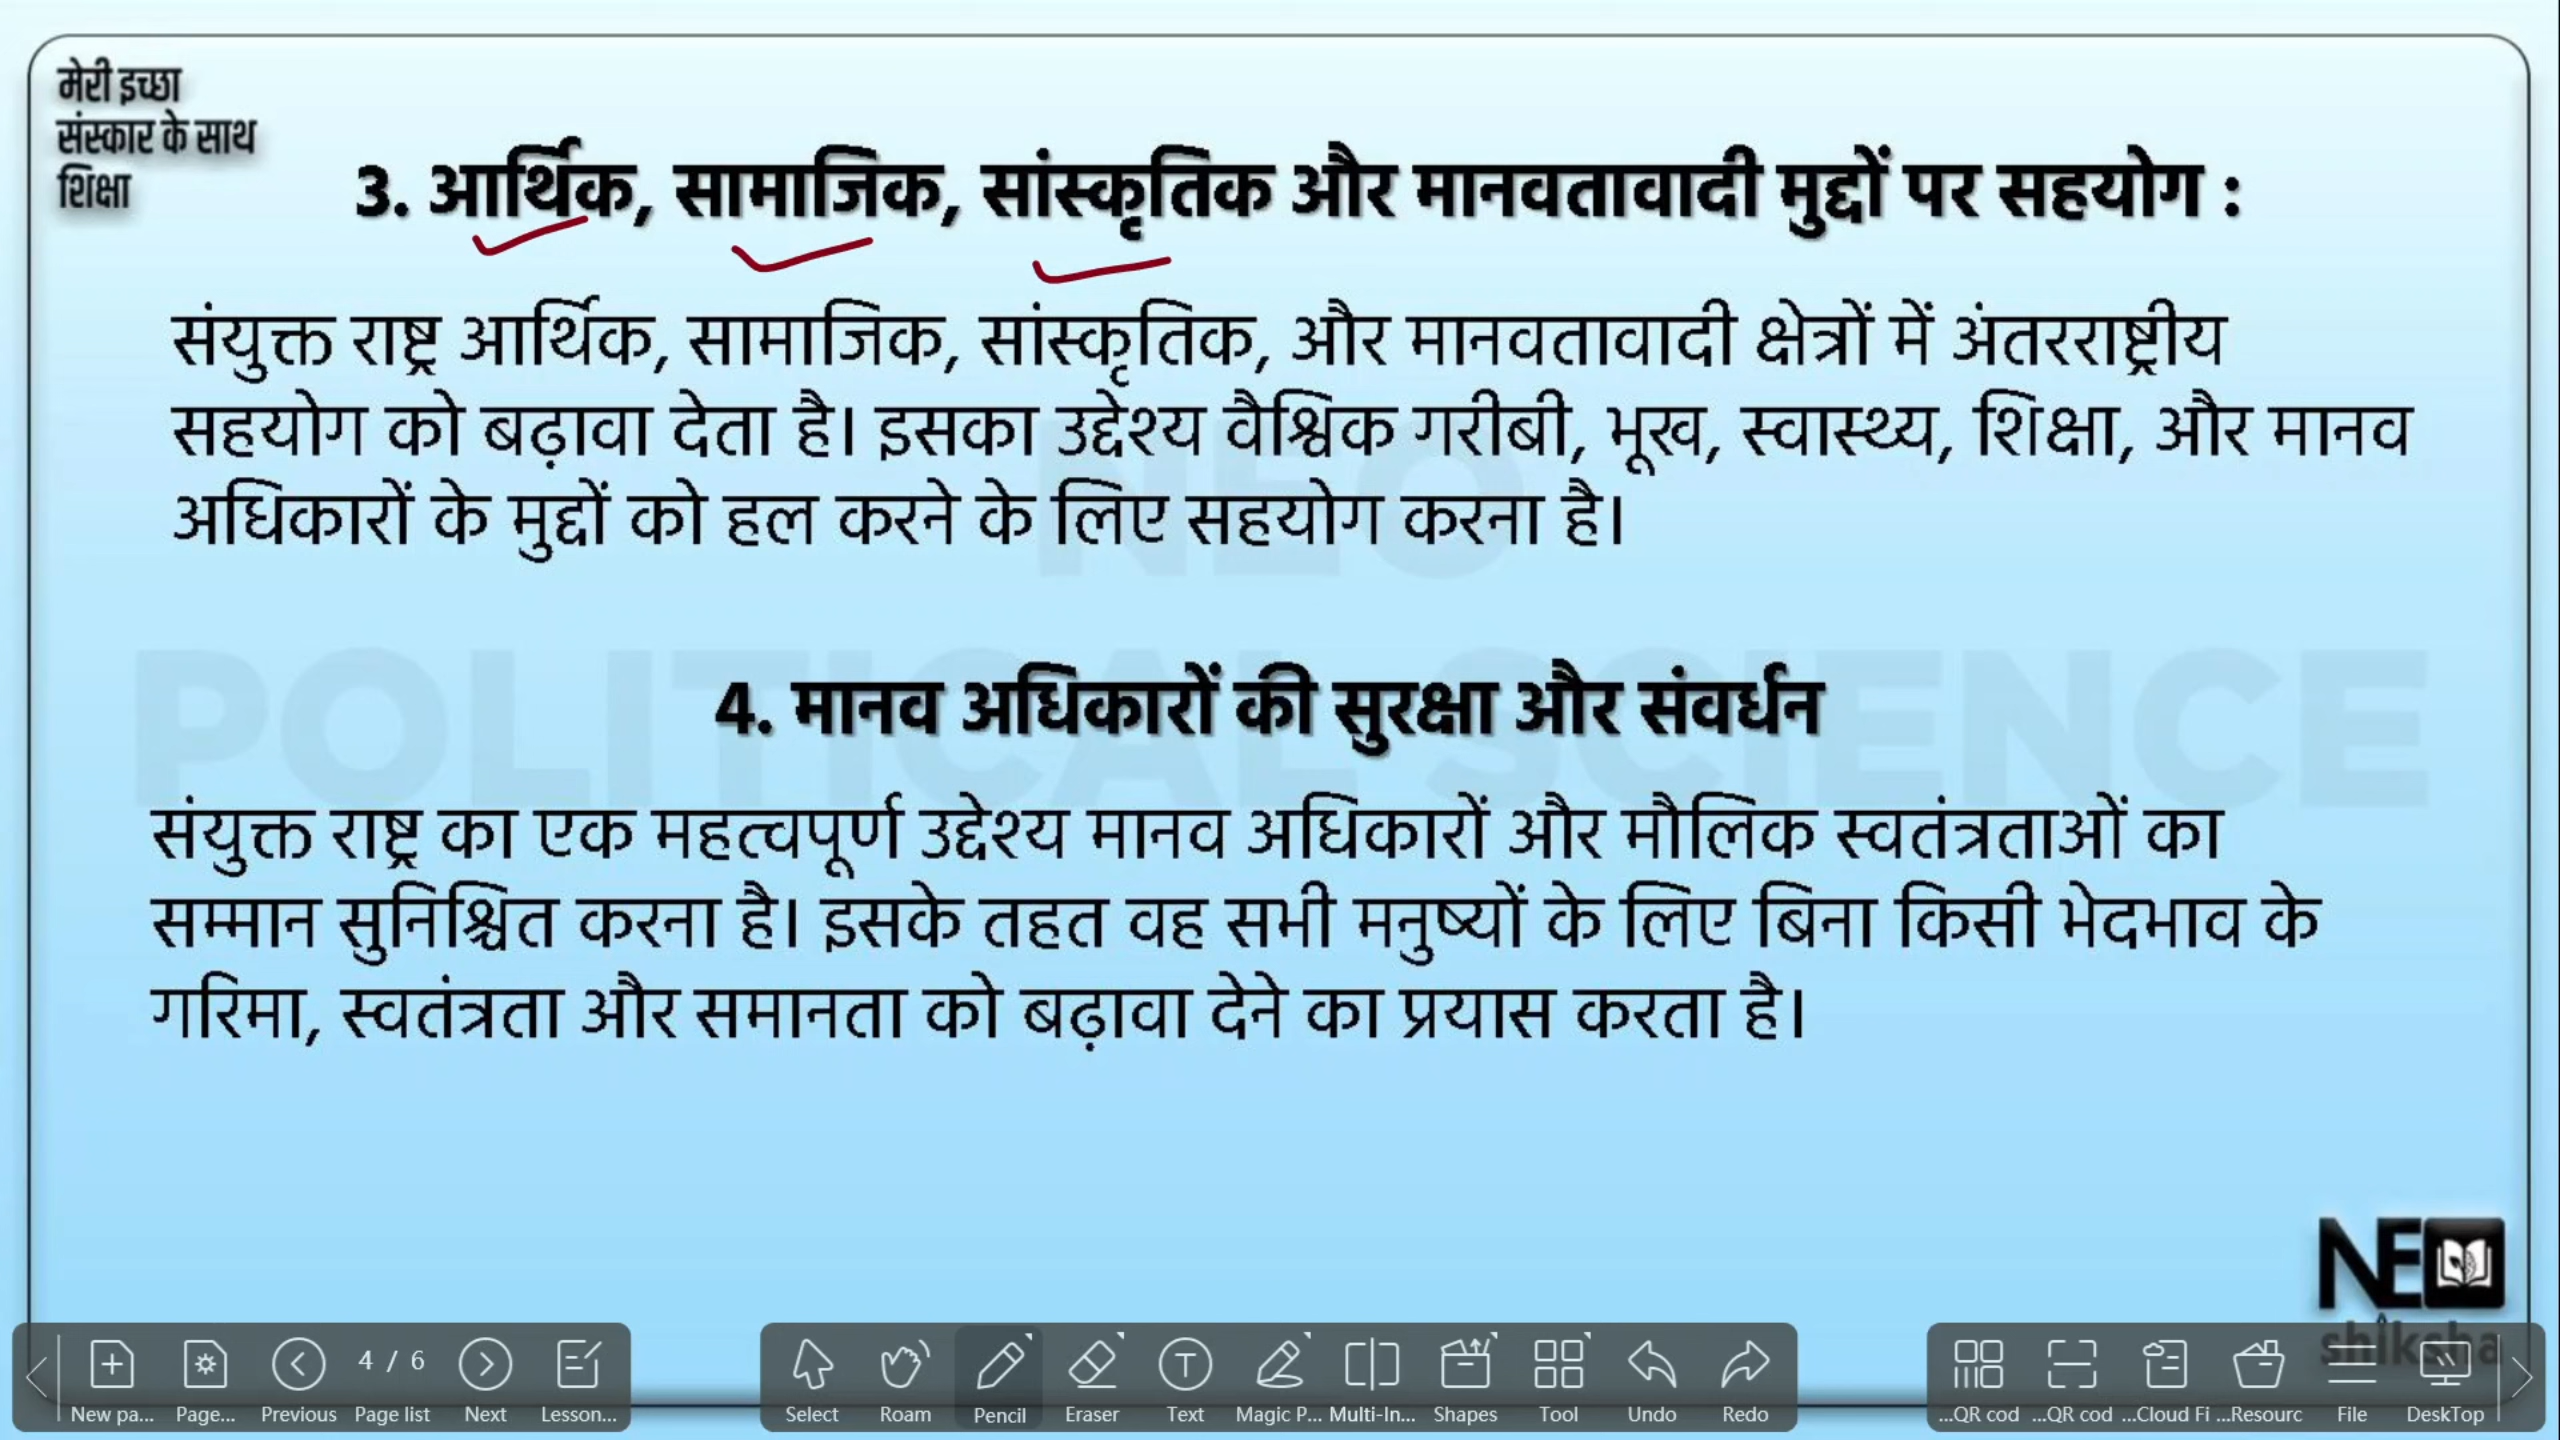 मेरी इच्छा
संस्कार के साथ
शिक्षा
3. आर्थिक, सामाजिक, सांस्कृतिक और मानवतावादी मुद्दों पर सहयोग :
संयुक्त राष्ट्र आर्थिक, सामाजिक, सांस्कृतिक, और मानवतावादी क्षेत्रों में अंतरराष्ट्रीय
सहयोग को बढ़ावा देता है। इसका उद्देश्य वैश्विक गरीबी, भूख, स्वास्थ्य, शिक्षा, और मानव
अधिकारों के मुद्दों को हल करने के लिए सहयोग करना है।
NEO
POLITICAL SCIENCE
4. मानव अधिकारों की सुरक्षा और संवर्धन
संयुक्त राष्ट्र का एक महत्वपूर्ण उद्देश्य मानव अधिकारों और मौलिक स्वतंत्रताओं का
सम्मान सुनिश्चित करना है। इसके तहत वह सभी मनुष्यों के लिए बिना किसी भेदभाव के
गरिमा, स्वतंत्रता और समानता को बढ़ावा देने का प्रयास करता है।
NEO
shiksha
4 / 6
New pa... Page... Previous Page list Next Lesson... Select Roam Pencil Eraser Text Magic P... Multi-In... Shapes Tool Undo Redo ...QR cod ...QR cod ...Cloud Fi ...Resourc File DeskTop